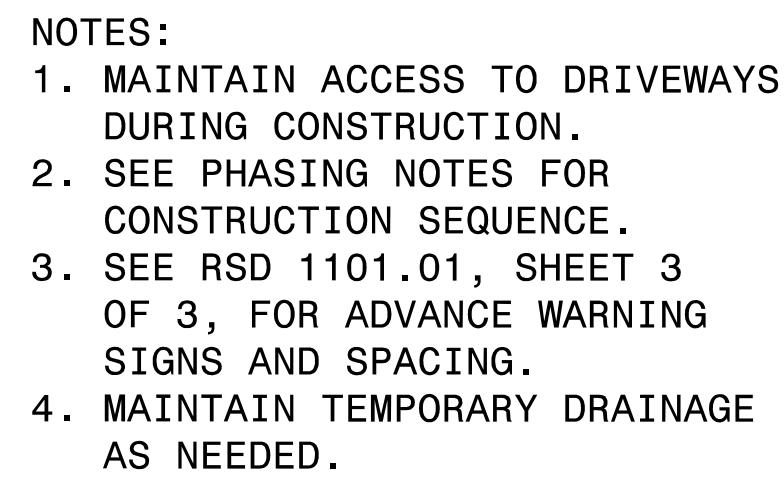 NOTES:
1. MAINTAIN ACCESS TO DRIVEWAYS
DURING CONSTRUCTION.
2. SEE PHASING NOTES FOR
CONSTRUCTION SEQUENCE.
3. SEE RSD 1101.01, SHEET 3
OF 3, FOR ADVANCE WARNING
SIGNS AND SPACING.
4. MAINTAIN TEMPORARY DRAINAGE
AS NEEDED.